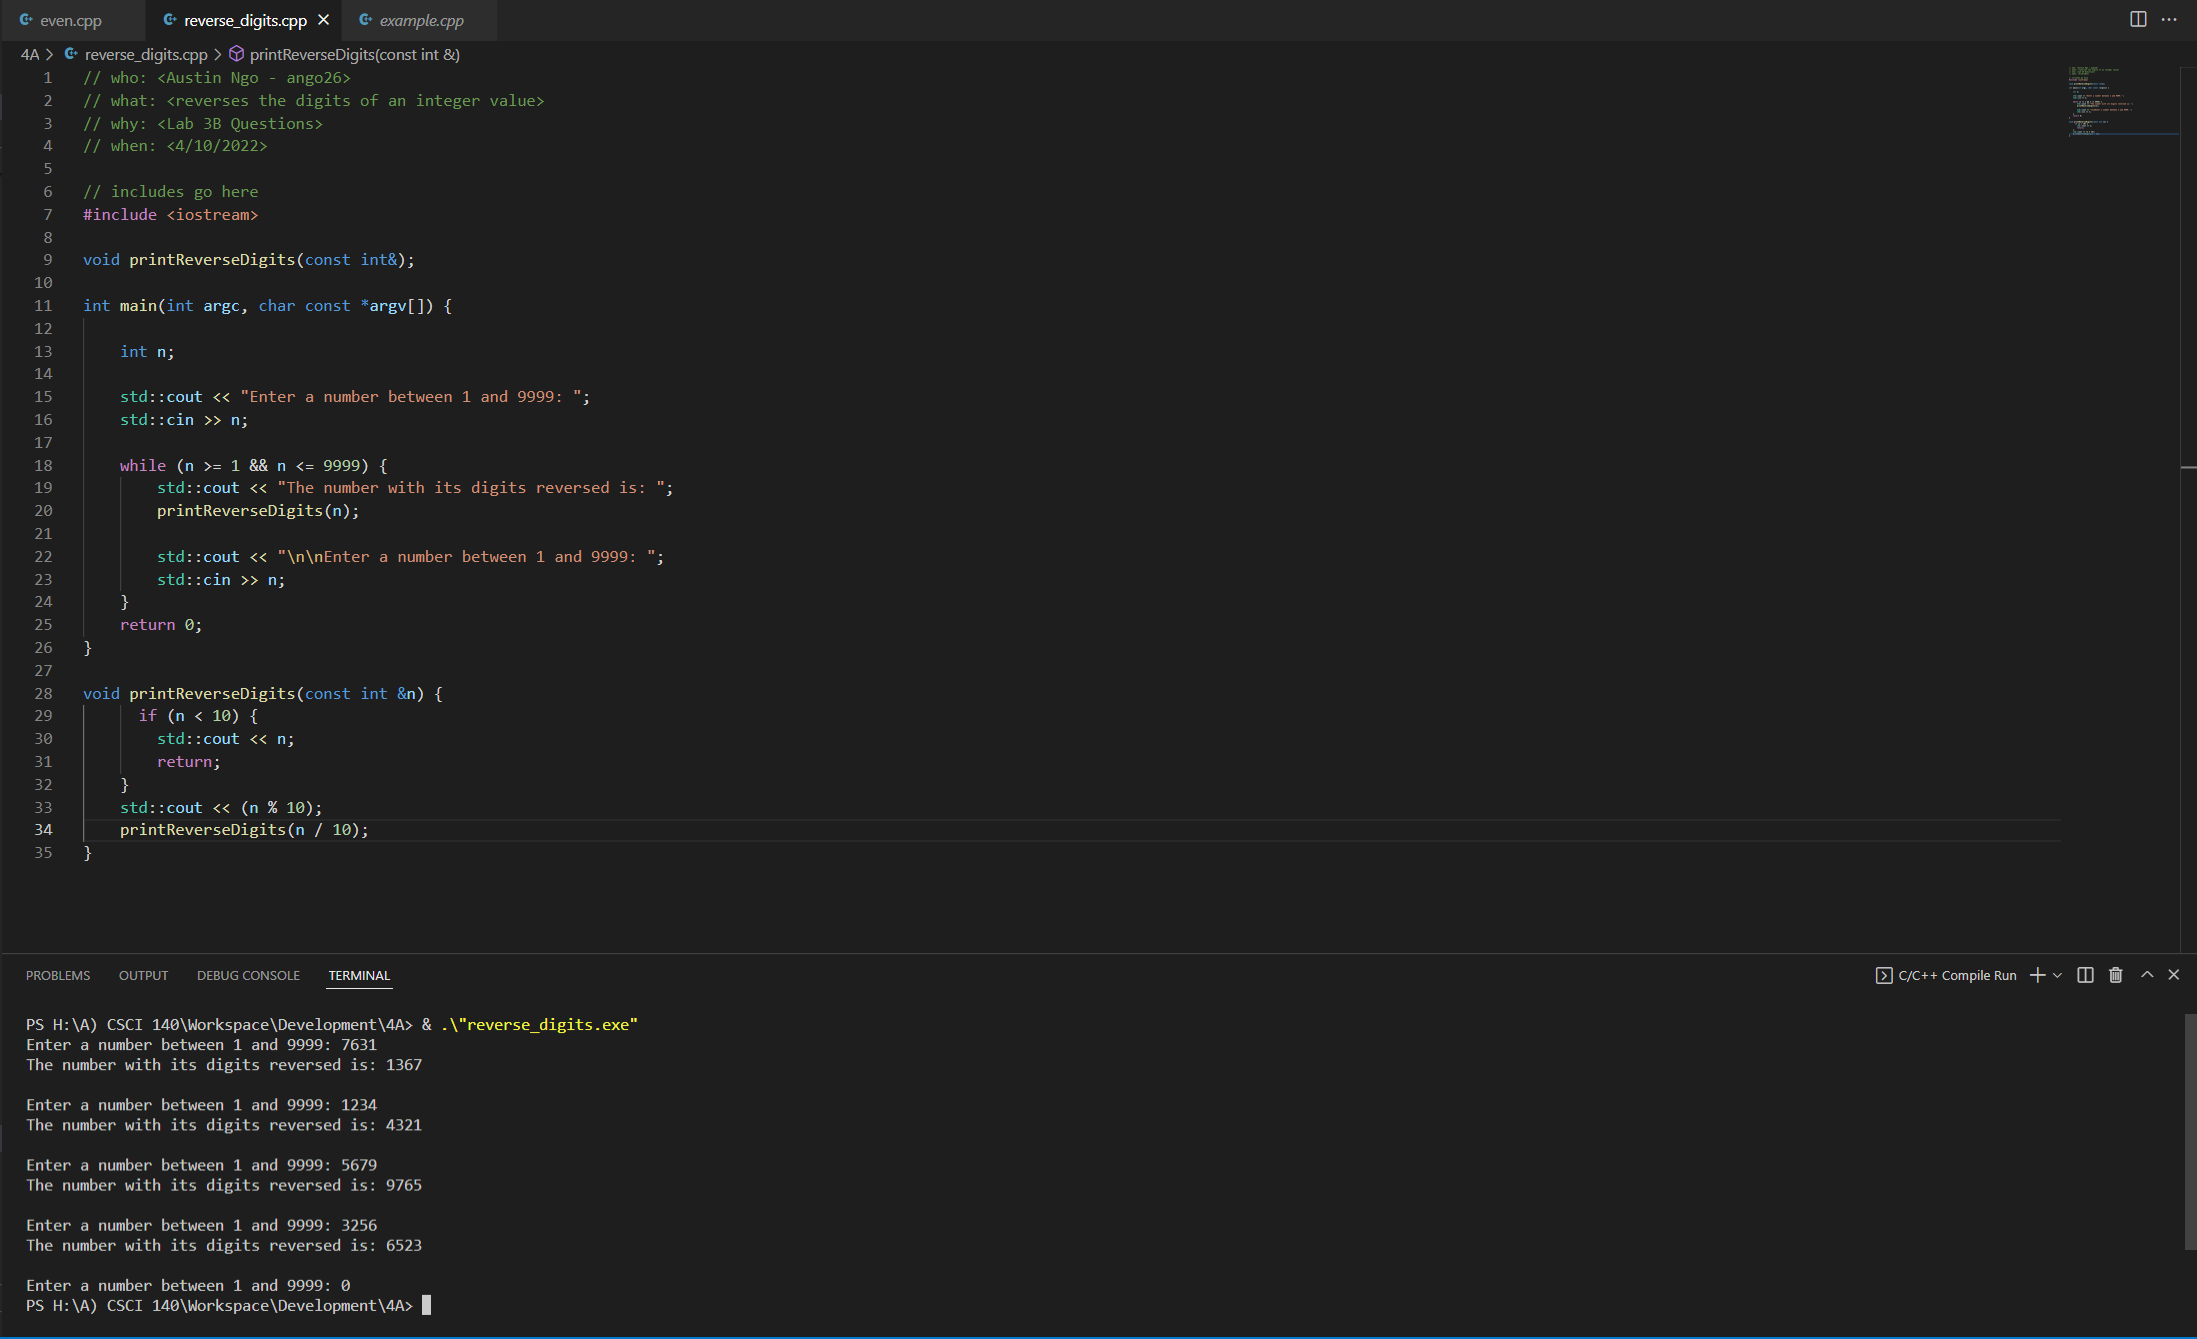 even.cpp
reverse_digits.cpp
example.cpp
4A > reverse_digits.cpp > printReverseDigits(const int &)
1 // who: <Austin Ngo - ango26>
2 // what: <reverses the digits of an integer value>
3 // why: <Lab 3B Questions>
4 // when: <4/10/2022>
5
6 // includes go here
7 #include <iostream>
8
9 void printReverseDigits(const int&);
10
11 int main(int argc, char const *argv[]) {
12
13     int n;
14
15     std::cout << "Enter a number between 1 and 9999: ";
16     std::cin >> n;
17
18     while (n >= 1 && n <= 9999) {
19         std::cout << "The number with its digits reversed is: ";
20         printReverseDigits(n);
21
22         std::cout << "\n\nEnter a number between 1 and 9999: ";
23         std::cin >> n;
24     }
25     return 0;
26 }
27
28 void printReverseDigits(const int &n) {
29       if (n < 10) {
30         std::cout << n;
31         return;
32     }
33     std::cout << (n % 10);
34     printReverseDigits(n / 10);
35 }
PROBLEMS OUTPUT DEBUG CONSOLE TERMINAL C/C++ Compile Run
PS H:\A) CSCI 140\Workspace\Development\4A> & .\"reverse_digits.exe"
Enter a number between 1 and 9999: 7631
The number with its digits reversed is: 1367
Enter a number between 1 and 9999: 1234
The number with its digits reversed is: 4321
Enter a number between 1 and 9999: 5679
The number with its digits reversed is: 9765
Enter a number between 1 and 9999: 3256
The number with its digits reversed is: 6523
Enter a number between 1 and 9999: 0
PS H:\A) CSCI 140\Workspace\Development\4A>